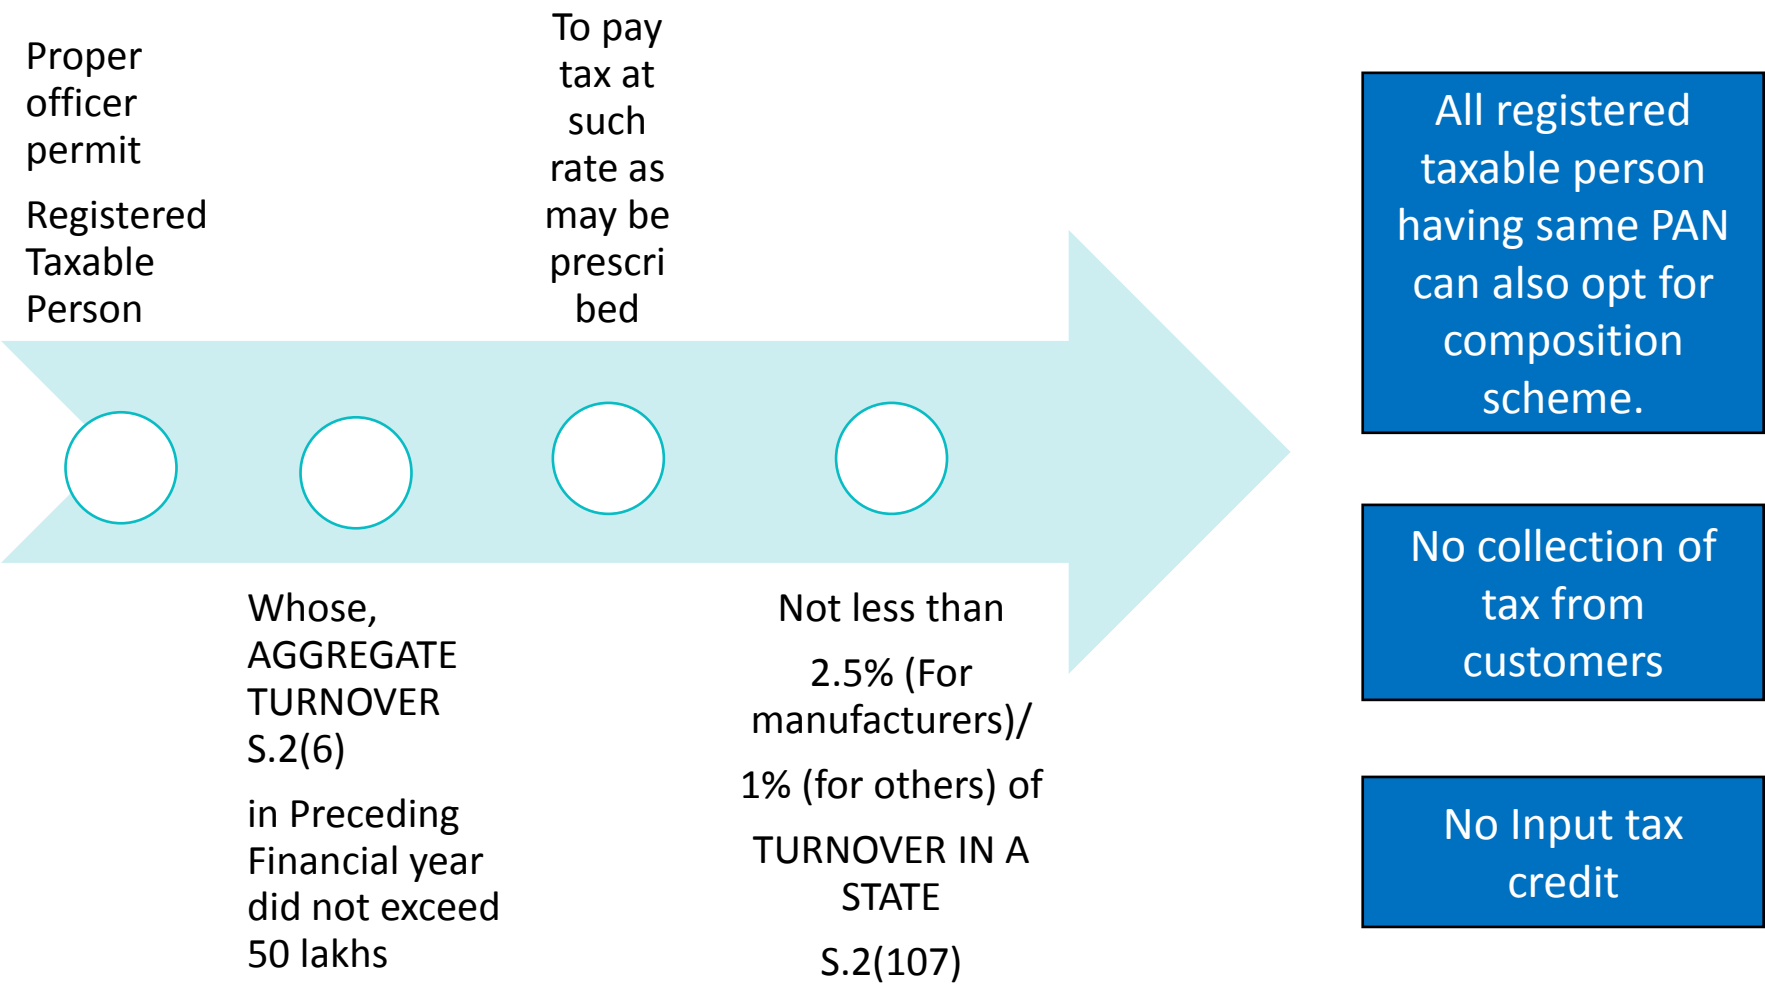 Proper
officer
permit
Registered
Taxable
Person
Whose,
AGGREGATE
TURNOVER
S.2(6)
in Preceding
Financial year
did not exceed
50 lakhs
To pay
tax at
such
rate as
may be
prescri
bed
Not less than
2.5% (For
manufacturers)/
1% (for others) of
TURNOVER IN A
STATE
S.2(107)
All registered
taxable person
having same PAN
can also opt for
composition
scheme.
No collection of
tax from
customers
No Input tax
credit